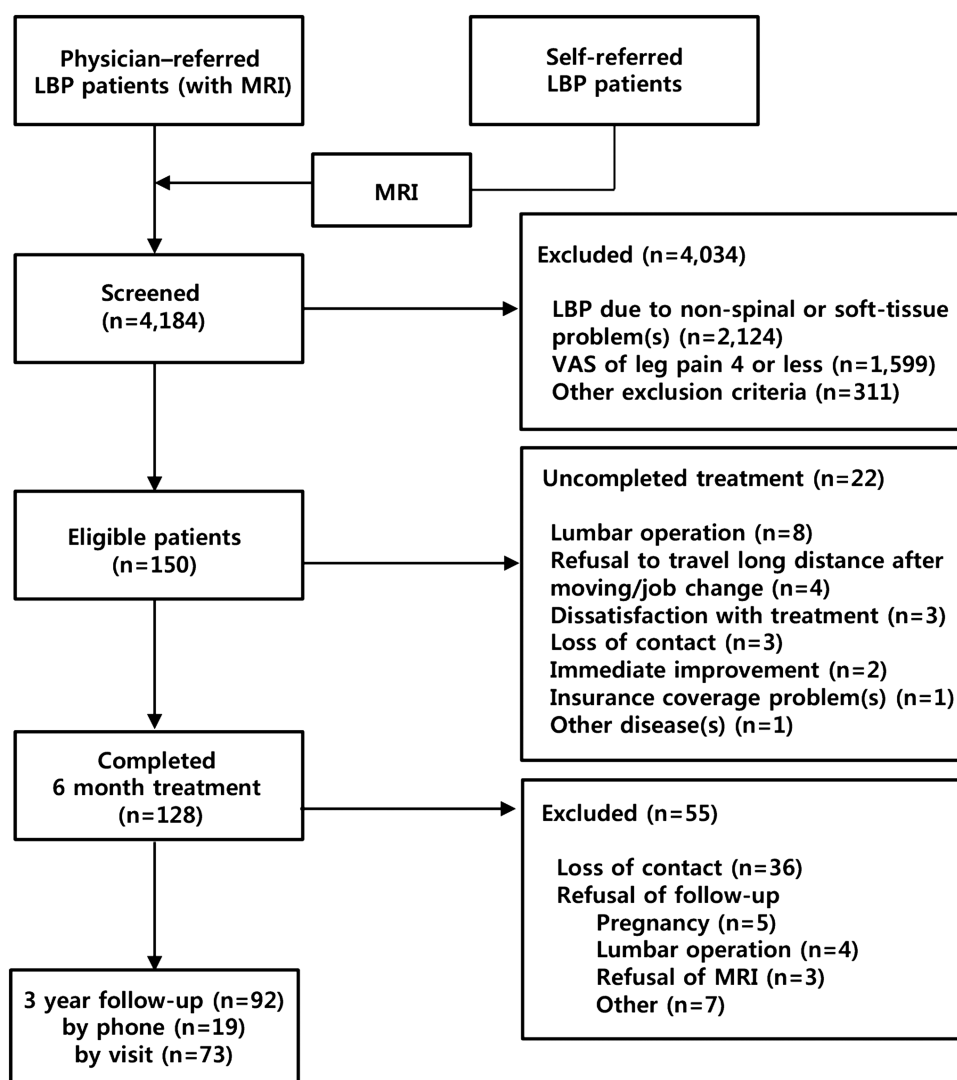 Physician–referred
LBP patients (with MRI)
Self-referred
LBP patients
MRI
Screened
(n=4,184)
Excluded (n=4,034)
LBP due to non-spinal or soft-tissue
problem(s) (n=2,124)
VAS of leg pain 4 or less (n=1,599)
Other exclusion criteria (n=311)
Eligible patients
(n=150)
Uncompleted treatment (n=22)
Lumbar operation (n=8)
Refusal to travel long distance after
moving/job change (n=4)
Dissatisfaction with treatment (n=3)
Loss of contact (n=3)
Immediate improvement (n=2)
Insurance coverage problem(s) (n=1)
Other disease(s) (n=1)
Completed
6 month treatment
(n=128)
Excluded (n=55)
Loss of contact (n=36)
Refusal of follow-up
Pregnancy (n=5)
Lumbar operation (n=4)
Refusal of MRI (n=3)
Other (n=7)
3 year follow-up (n=92)
by phone (n=19)
by visit (n=73)